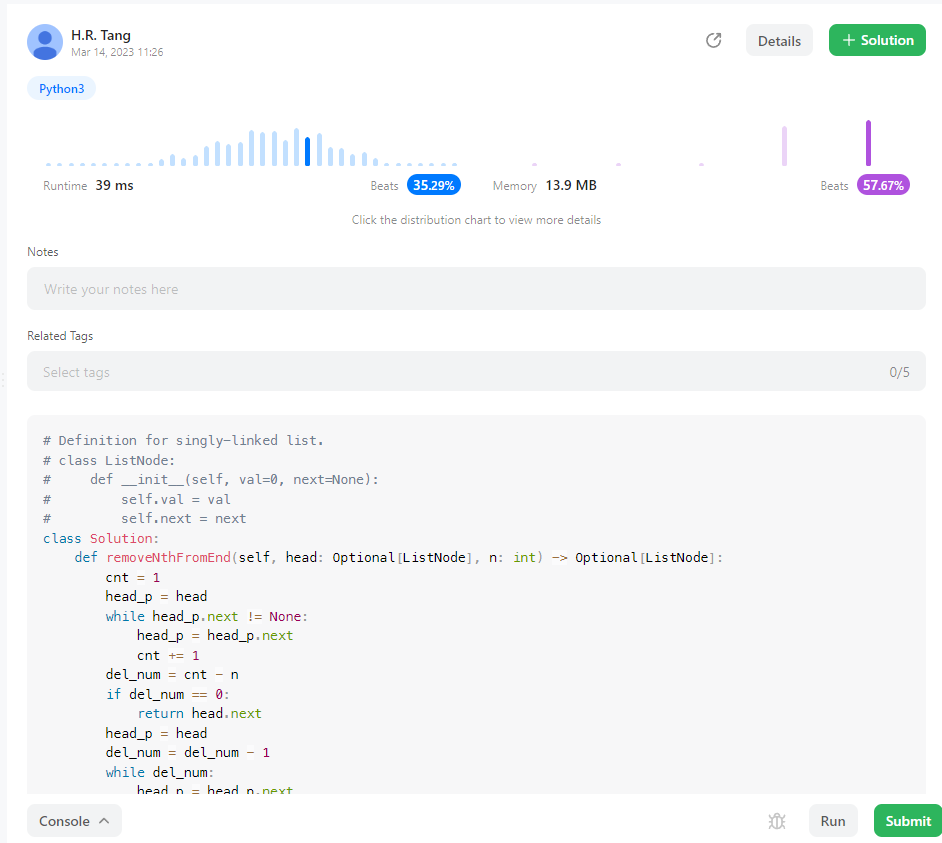 H.R. Tang
Mar 14, 2023 11:26
Details
+ Solution
Python3
Runtime 39 ms
Beats 35.29%
Memory 13.9 MB
Beats 57.67%
Click the distribution chart to view more details
Notes
Write your notes here
Related Tags
Select tags
0/5
# Definition for singly-linked list.
# class ListNode:
#     def __init__(self, val=0, next=None):
#         self.val = val
#         self.next = next
class Solution:
    def removeNthFromEnd(self, head: Optional[ListNode], n: int) -> Optional[ListNode]:
        cnt = 1
        head_p = head
        while head_p.next != None:
            head_p = head_p.next
            cnt += 1
        del_num = cnt - n
        if del_num == 0:
            return head.next
        head_p = head
        del_num = del_num - 1
        while del_num:
            head_p = head_p.next
Console
Run
Submit